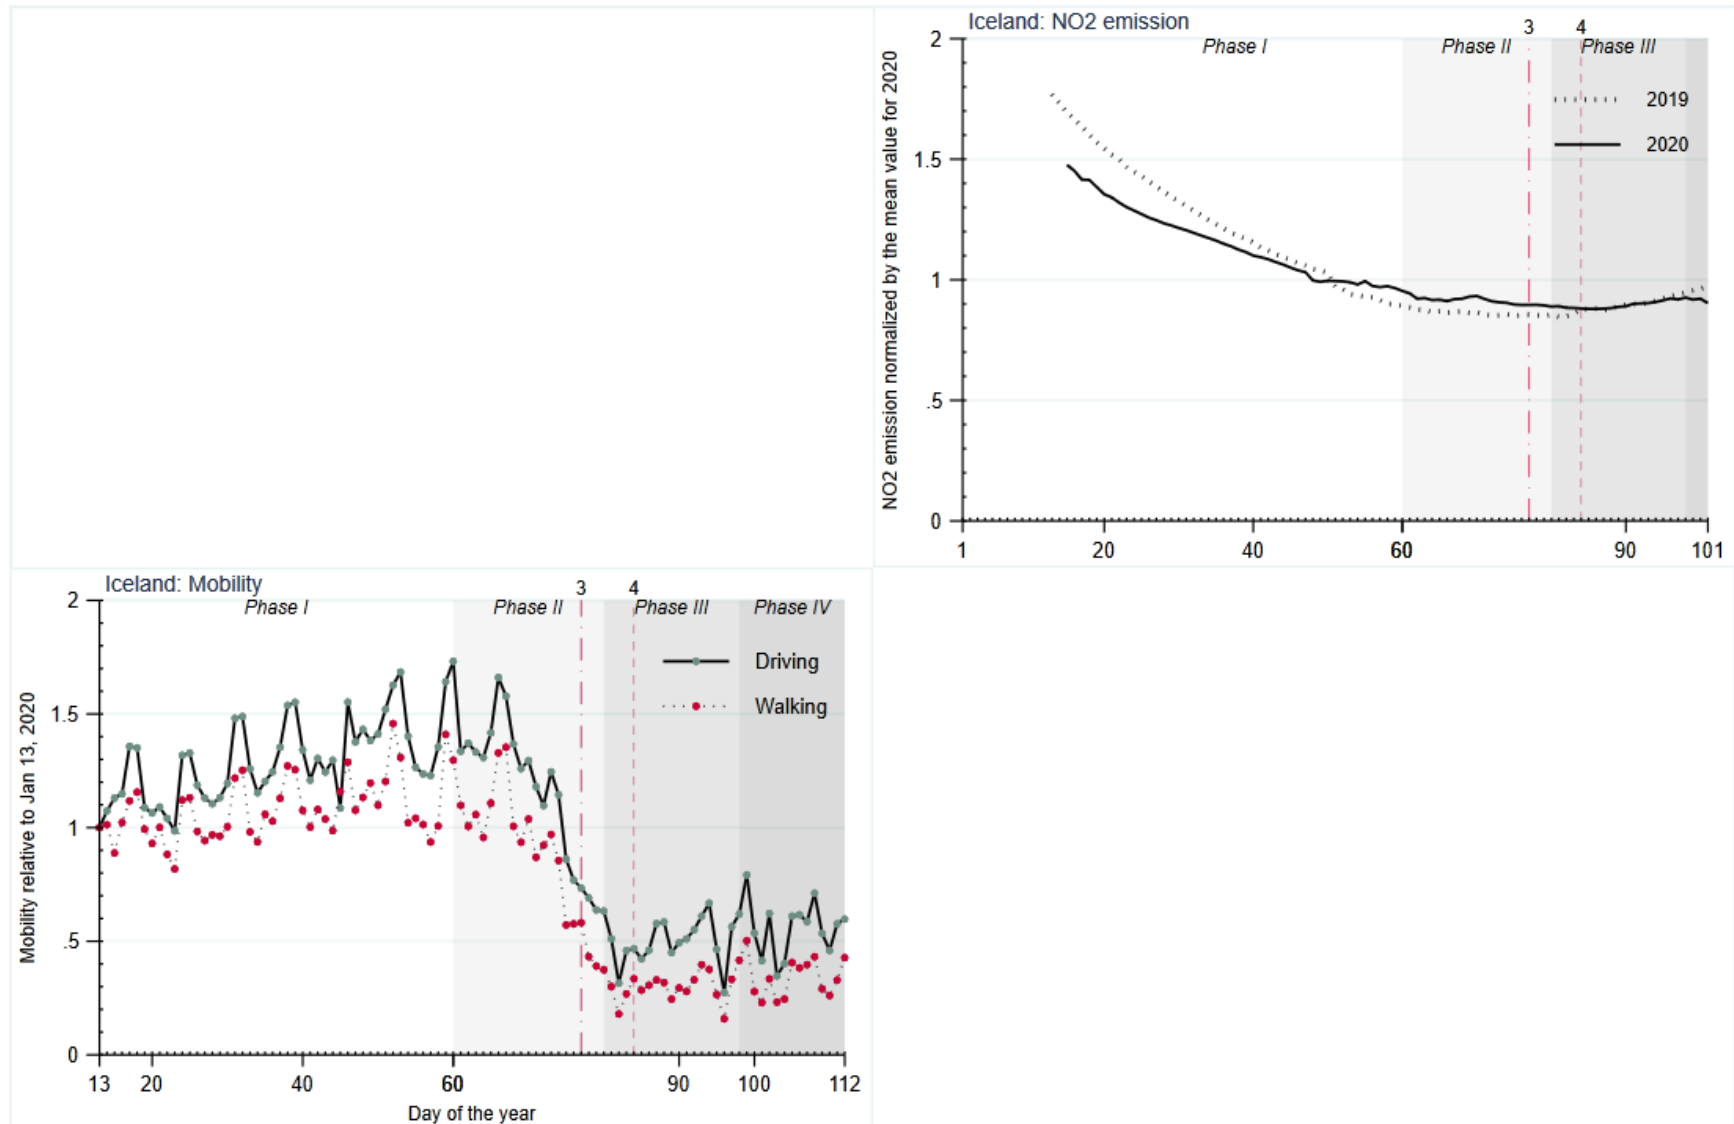 Iceland: NO2 emission
3 4
Phase I Phase II Phase III
NO2 emission normalized by the mean value for 2020
2
1.5
1
.5
0
2019
2020
1 20 40 60 90 101
Iceland: Mobility
3 4
Phase I Phase II Phase III Phase IV
Mobility relative to Jan 13, 2020
2
1.5
1
.5
0
Driving
Walking
13 20 40 60 90 100 112
Day of the year